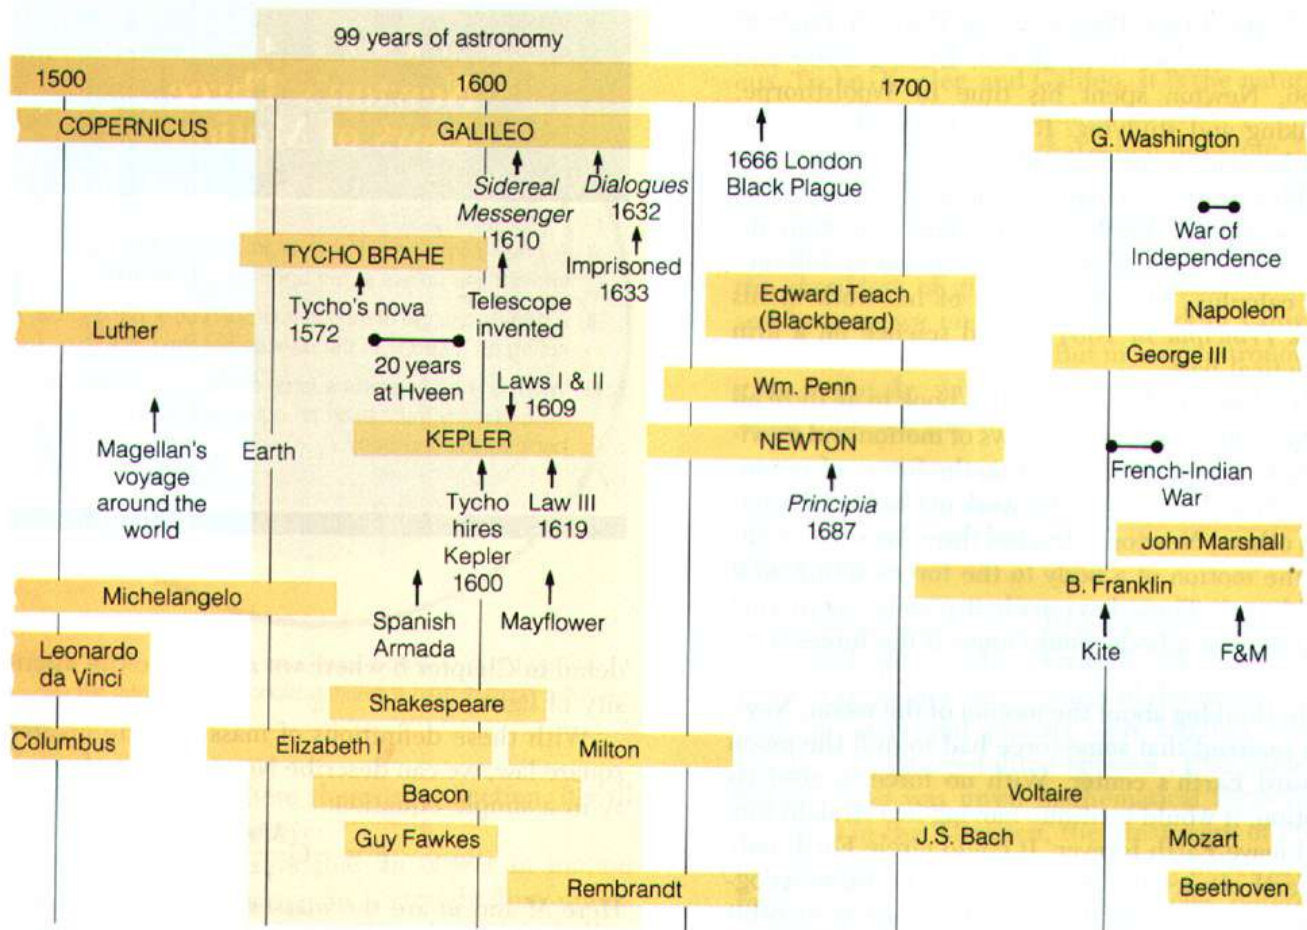 99 years of astronomy
1500
1600
1700
COPERNICUS
GALILEO
G. Washington
1666 London
Black Plague
Sidereal
Messenger
1610
Dialogues
1632
War of
Independence
TYCHO BRAHE
Imprisoned
1633
Tycho's nova
1572
Telescope
invented
Edward Teach
(Blackbeard)
Napoleon
Luther
George III
20 years
at Hveen
Laws I & II
1609
Wm. Penn
KEPLER
NEWTON
Magellan's
voyage
around the
world
Earth
French-Indian
War
Tycho
hires
Kepler
1600
Law III
1619
Principia
1687
John Marshall
Michelangelo
B. Franklin
Spanish
Armada
Mayflower
Kite
F&M
Leonardo
da Vinci
Shakespeare
Columbus
Elizabeth I
Milton
Bacon
Voltaire
Guy Fawkes
J.S. Bach
Mozart
Rembrandt
Beethoven